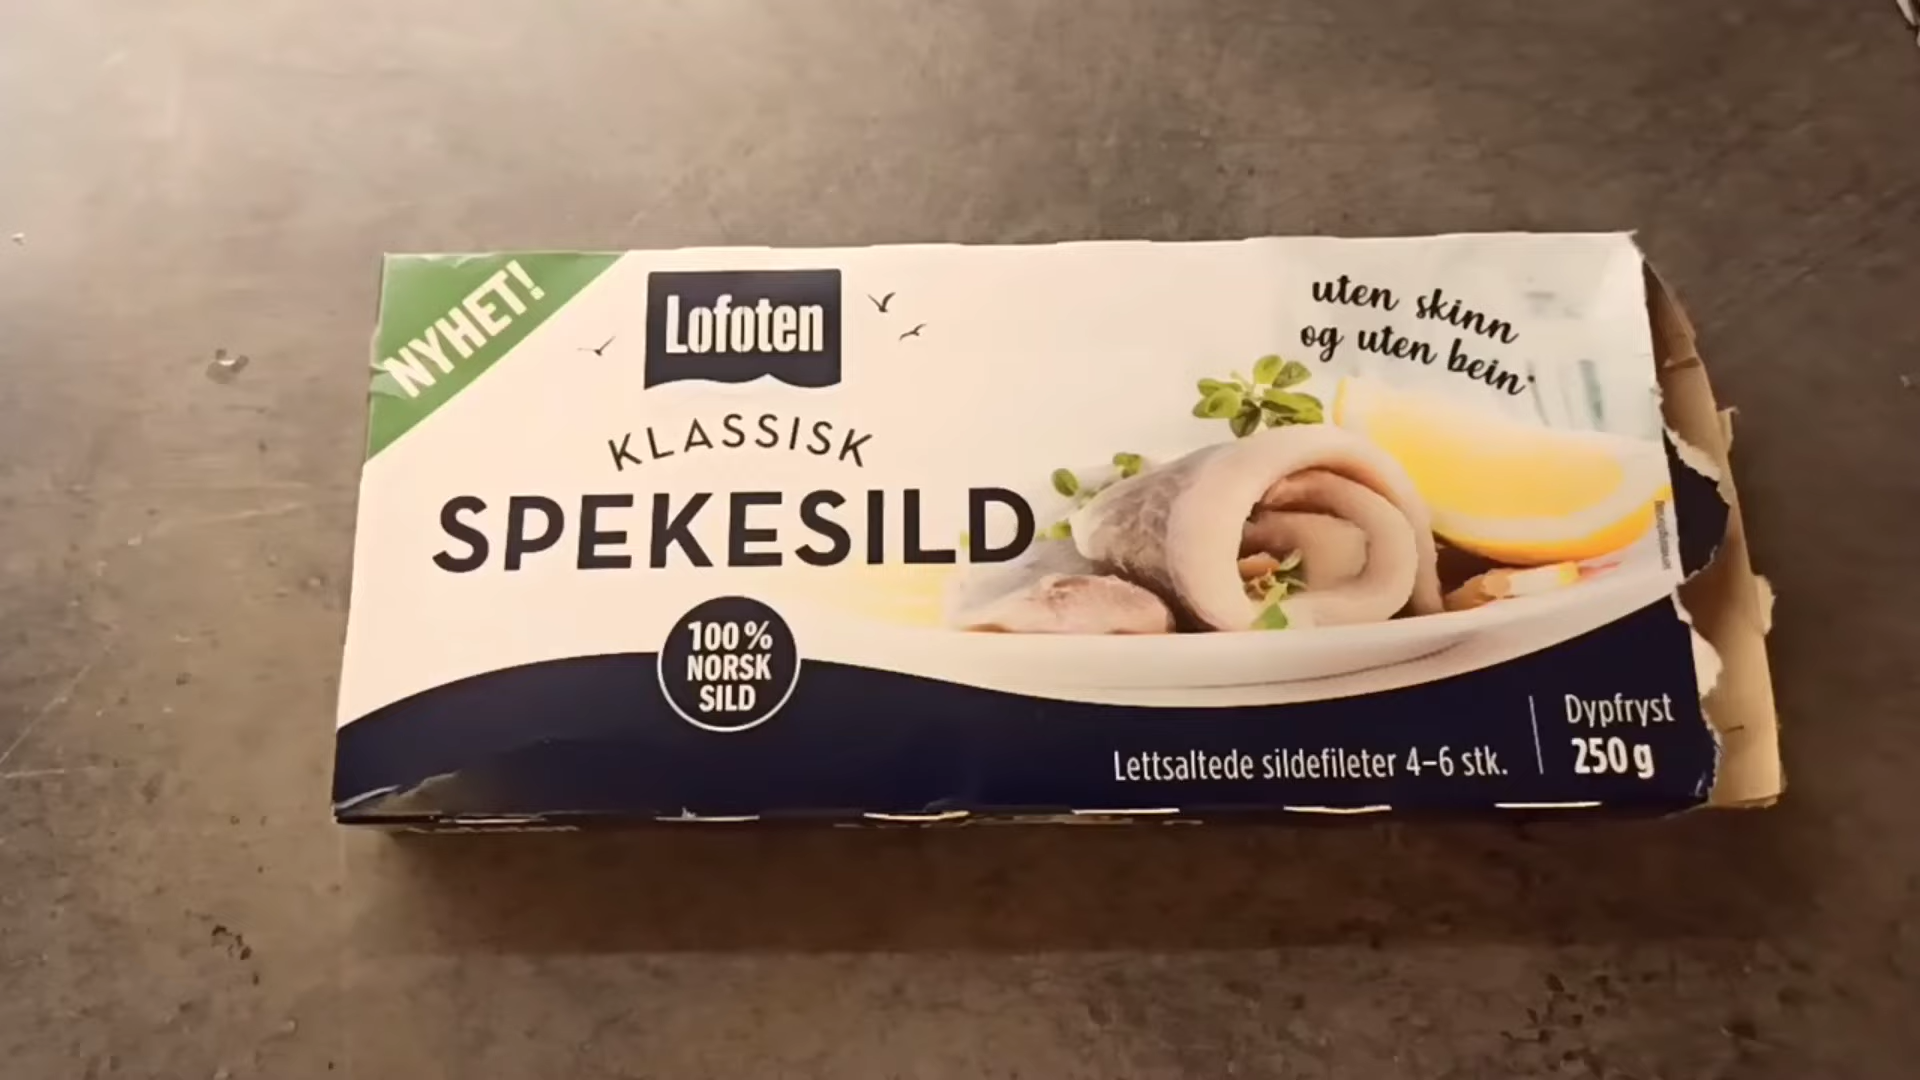 NYHET!
Lofoten
uten skinn
og uten bein*
KLASSISK
SPEKESILD
100%
NORSK
SILD
Lettsaltede sildefileter 4–6 stk.
Dypfryst
250 g